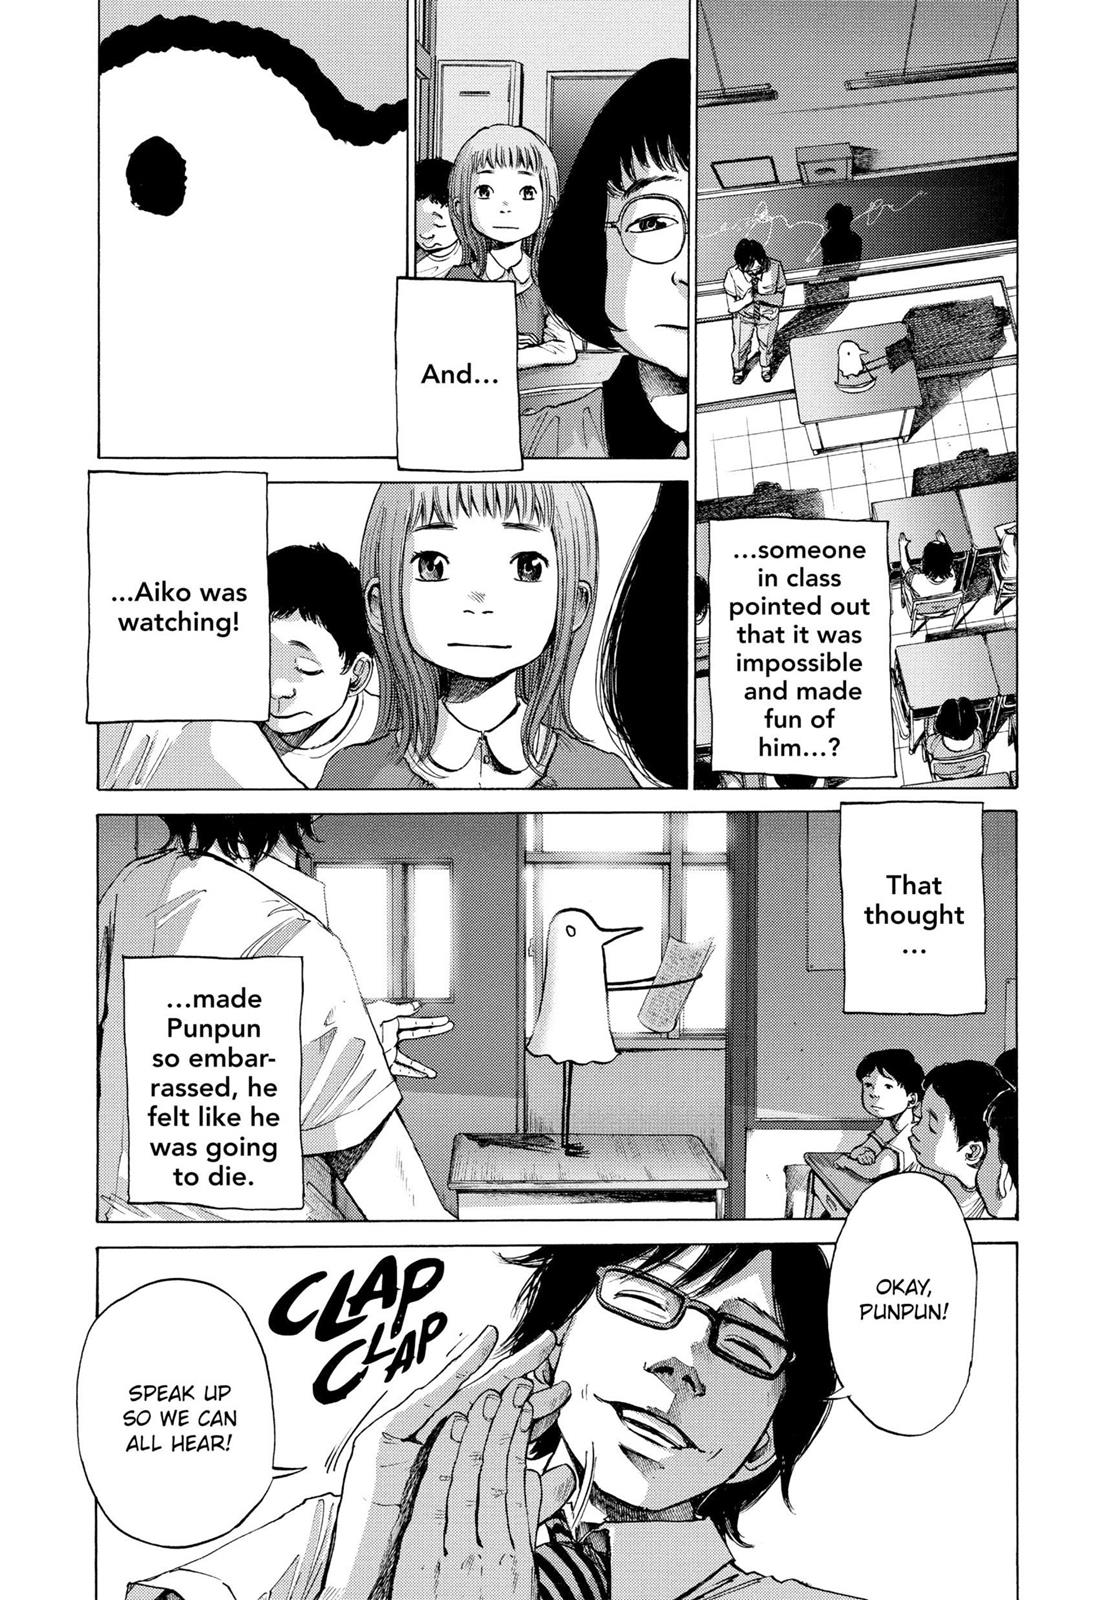 ...someone
in class
pointed out
that it was
impossible
and made
fun of
him...?
And...
...Aiko was
watching!
That
thought
...
...made
Punpun
so embar-
rassed, he
felt like he
was going
to die.
OKAY,
PUNPUN!
CLAP
CLAP
SPEAK UP
SO WE CAN
ALL HEAR!